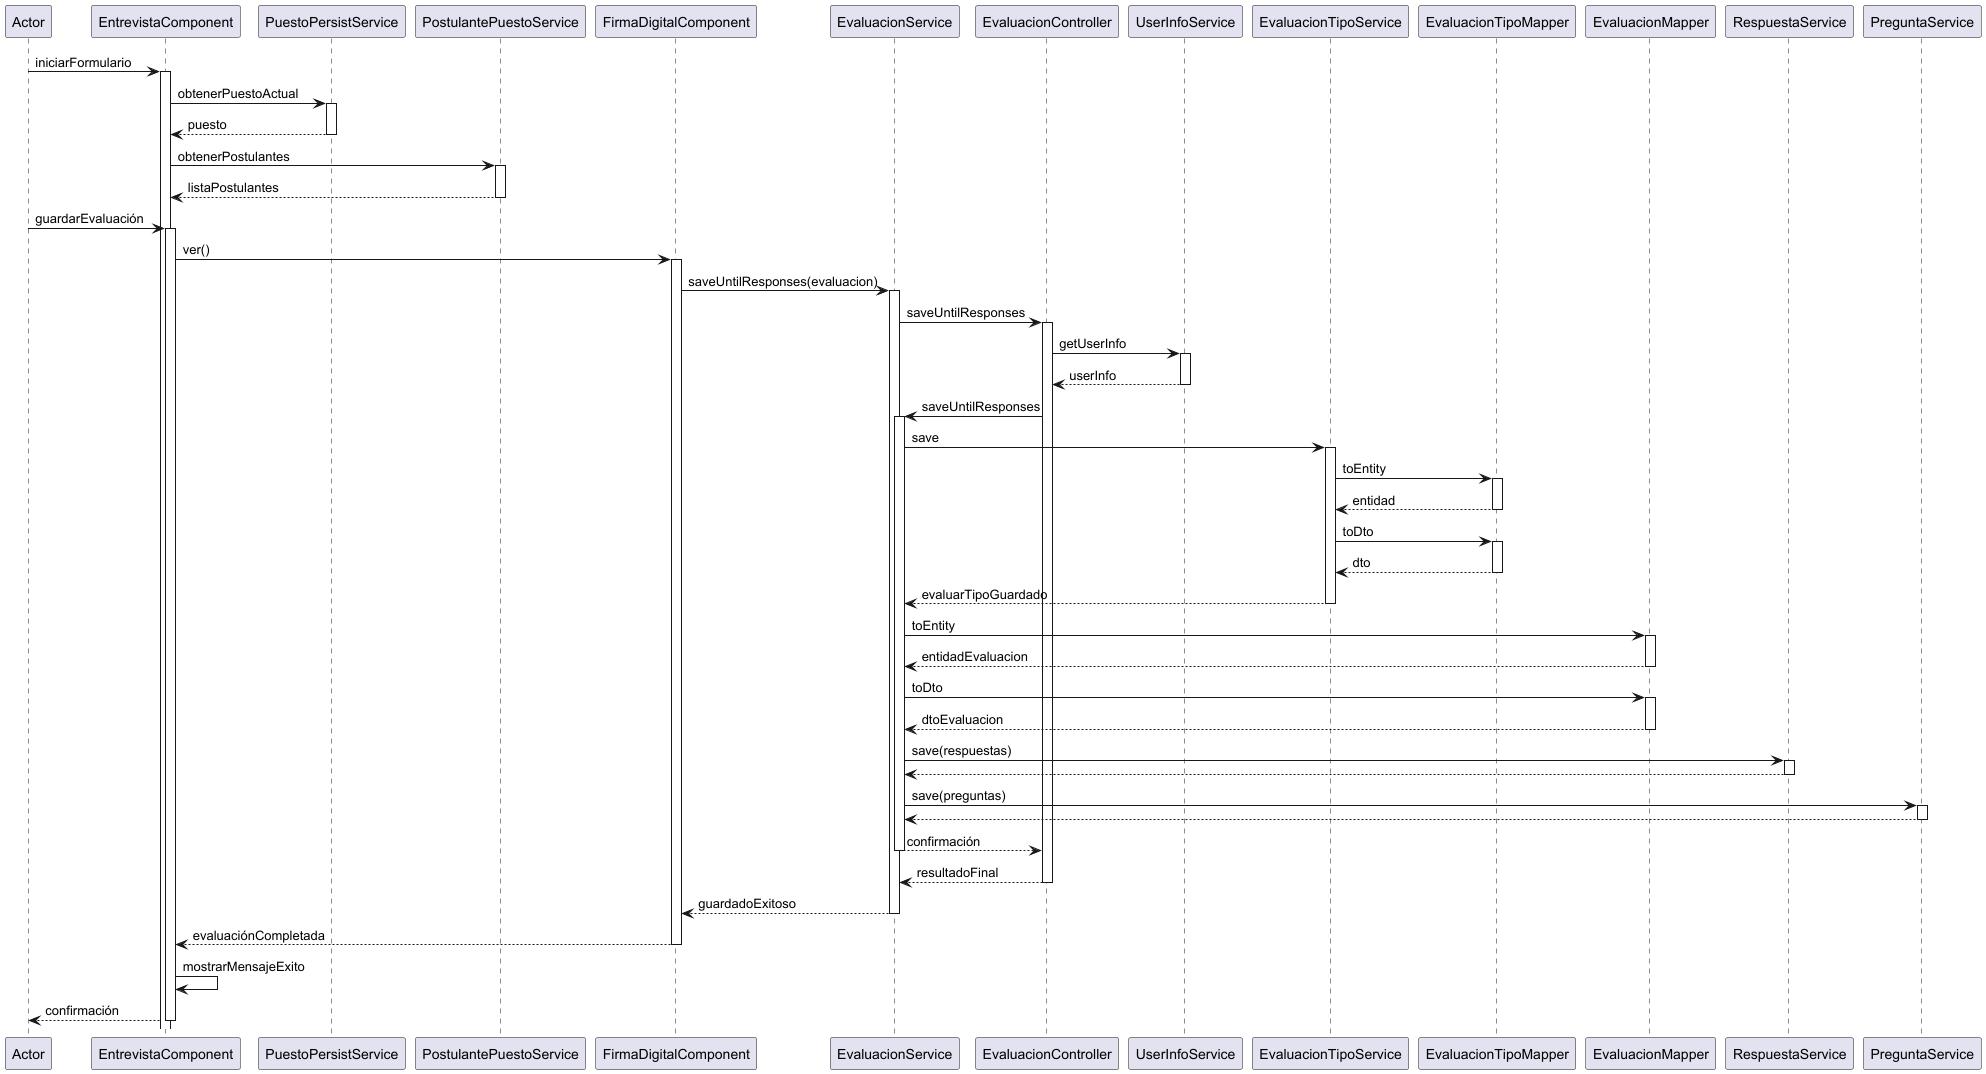 Actor EntrevistaComponent PuestoPersistService PostulantePuestoService FirmaDigitalComponent EvaluacionService EvaluacionController UserInfoService EvaluacionTipoService EvaluacionTipoMapper EvaluacionMapper RespuestaService PreguntaService
iniciarFormulario
obtenerPuestoActual
puesto
obtenerPostulantes
listaPostulantes
guardarEvaluación
ver()
saveUntilResponses(evaluacion)
saveUntilResponses
getUserInfo
userInfo
saveUntilResponses
save
toEntity
entidad
toDto
dto
evaluarTipoGuardado
toEntity
entidadEvaluacion
toDto
dtoEvaluacion
save(respuestas)
save(preguntas)
confirmación
resultadoFinal
guardadoExitoso
evaluaciónCompletada
mostrarMensajeExito
confirmación
Actor EntrevistaComponent PuestoPersistService PostulantePuestoService FirmaDigitalComponent EvaluacionService EvaluacionController UserInfoService EvaluacionTipoService EvaluacionTipoMapper EvaluacionMapper RespuestaService PreguntaService